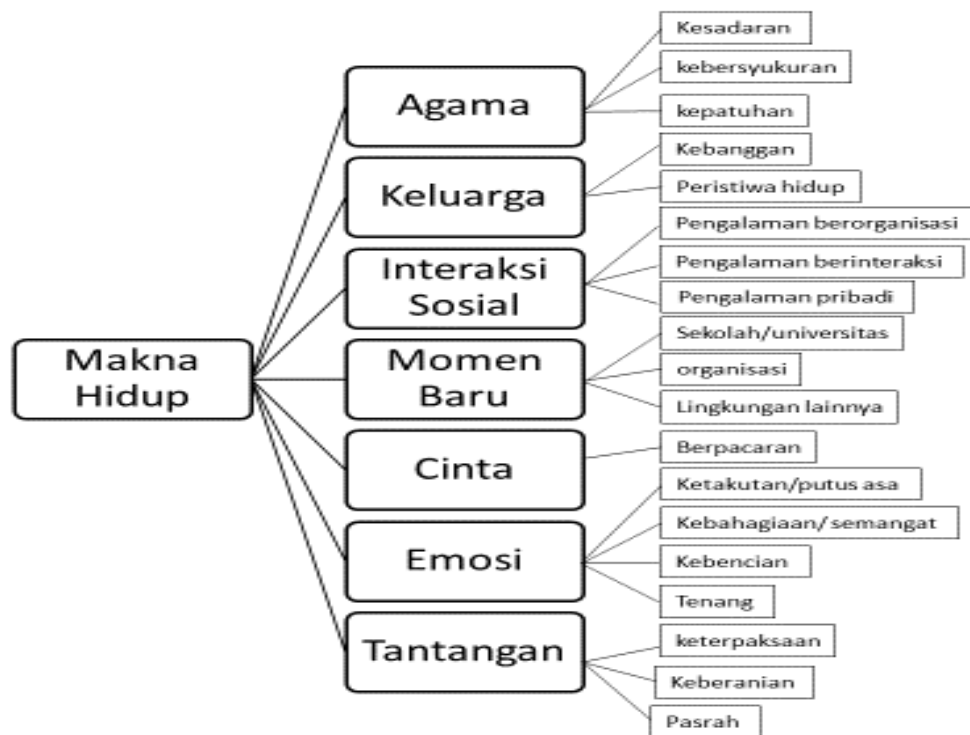 Makna
Hidup
Agama
Kesadaran
kebersyukuran
kepatuhan
Keluarga
Kebanggan
Peristiwa hidup
Interaksi
Sosial
Pengalaman berorganisasi
Pengalaman berinteraksi
Pengalaman pribadi
Momen
Baru
Sekolah/universitas
organisasi
Lingkungan lainnya
Cinta
Berpacaran
Emosi
Ketakutan/putus asa
Kebahagiaan/ semangat
Kebencian
Tenang
Tantangan
keterpaksaan
Keberanian
Pasrah